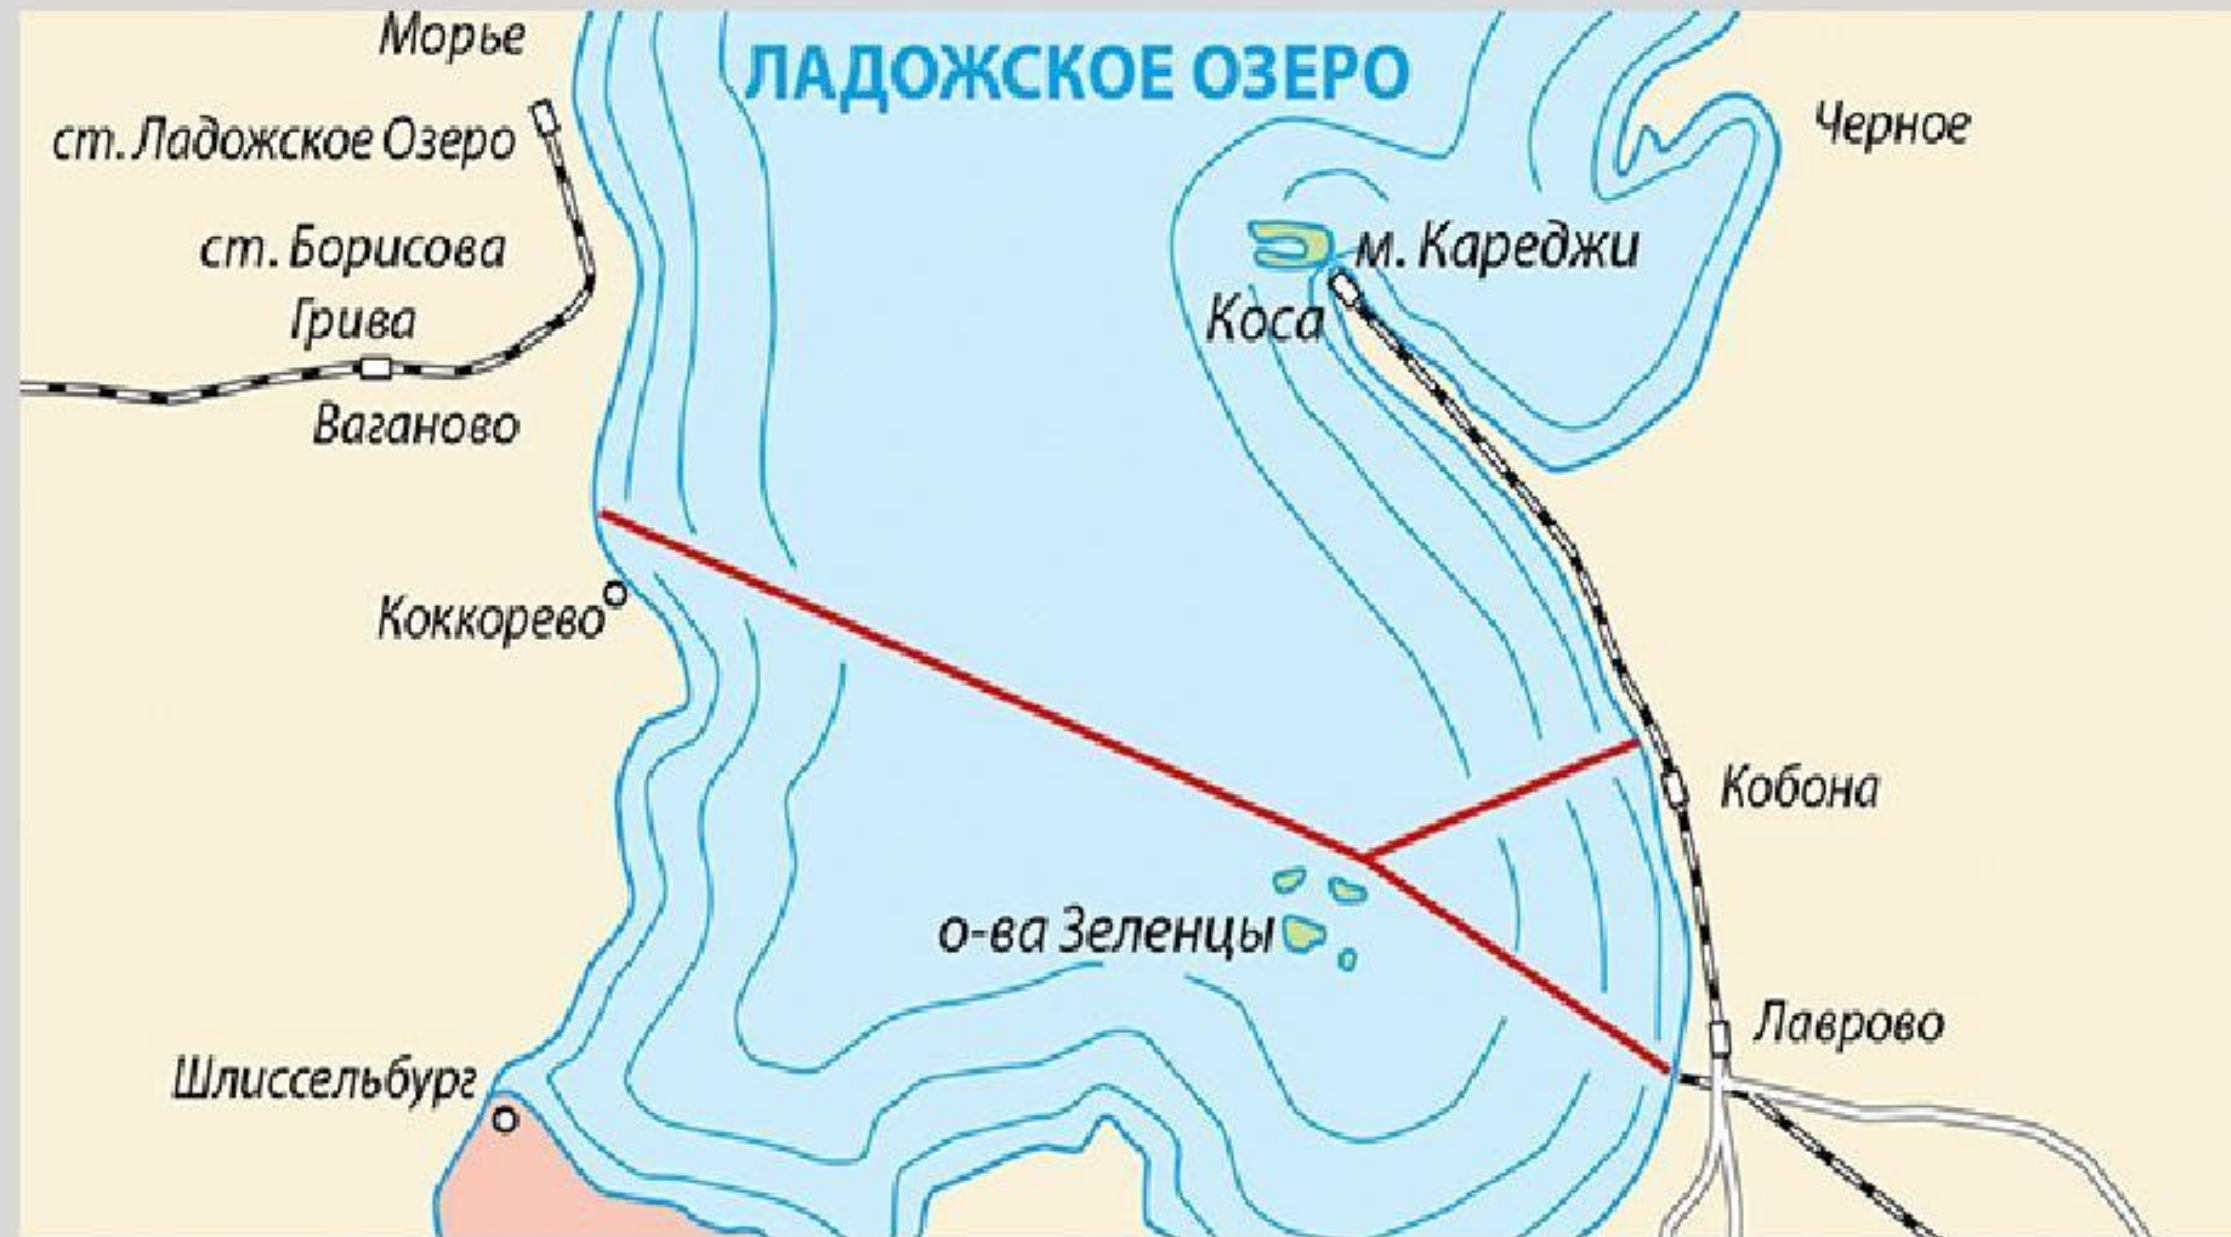 Морье
ЛАДОЖСКОЕ ОЗЕРО
ст. Ладожское Озеро
Черное
ст. Борисова
Грива
м. Кареджи
Коса
Ваганово
Коккорево
Кобона
о-ва Зеленцы
Лаврово
Шлиссельбург